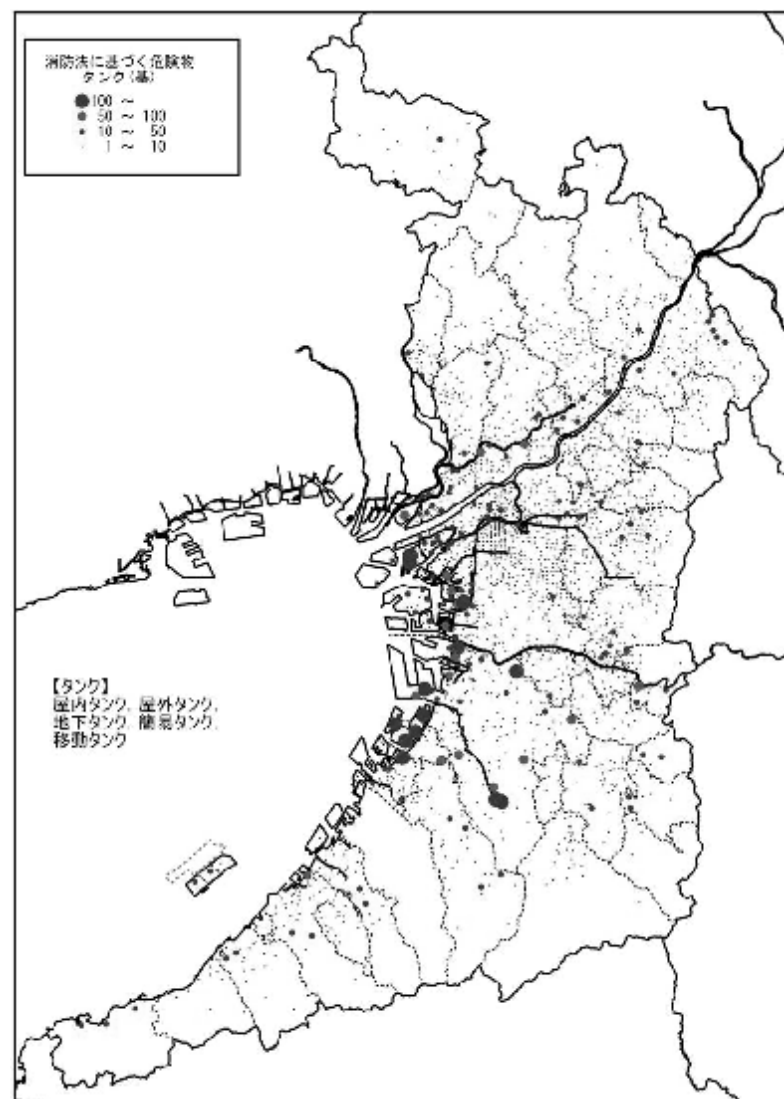 消防法に基づく危険物
タンク(基)
100 ～
50 ～ 100
10 ～ 50
1 ～ 10
【タンク】
屋内タンク、屋外タンク、
地下タンク、簡易タンク、
移動タンク